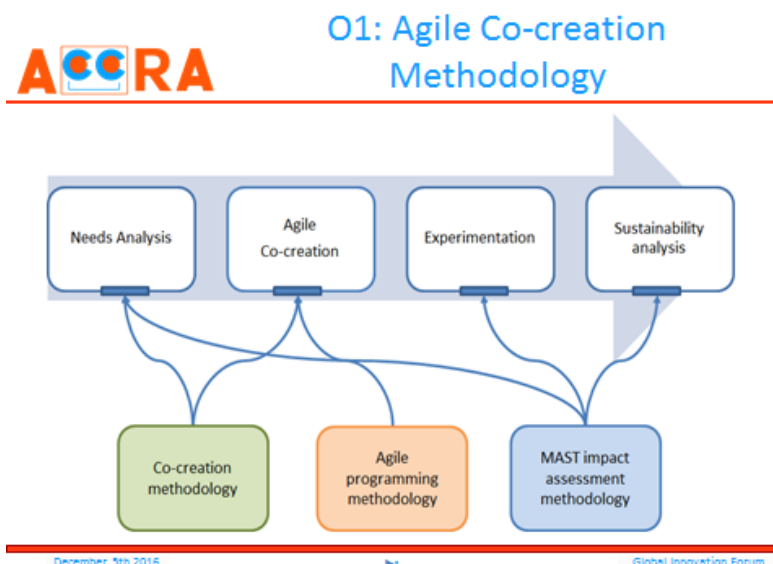 O1: Agile Co-creation
Methodology
ACCRA
Needs Analysis
Agile
Co-creation
Experimentation
Sustainability
analysis
Co-creation
methodology
Agile
programming
methodology
MAST impact
assessment
methodology
December, 5th 2016
Global Innovation Forum